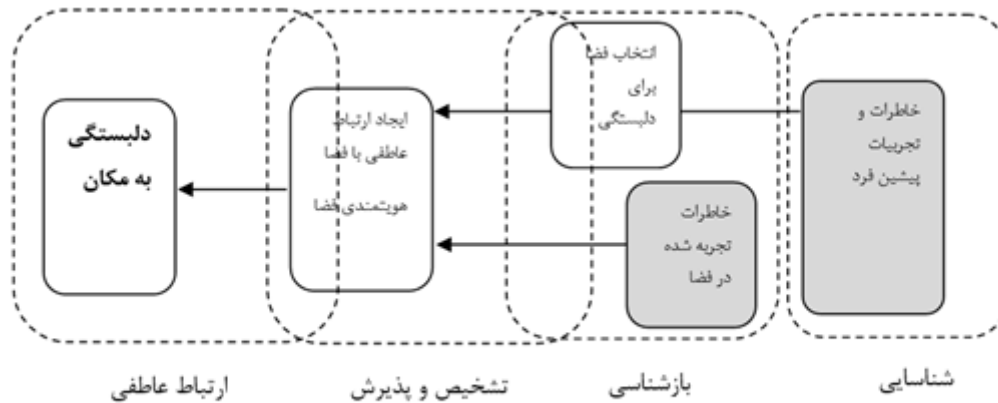 خاطرات و
تجربیات
پیشین فرد
انتخاب فضا
برای
دلبستگی
خاطرات
تجربه شده
در فضا
ایجاد ارتباط
عاطفی با فضا
هویتمندی فضا
دلبستگی
به مکان
شناسایی
بازشناسی
تشخیص و پذیرش
ارتباط عاطفی